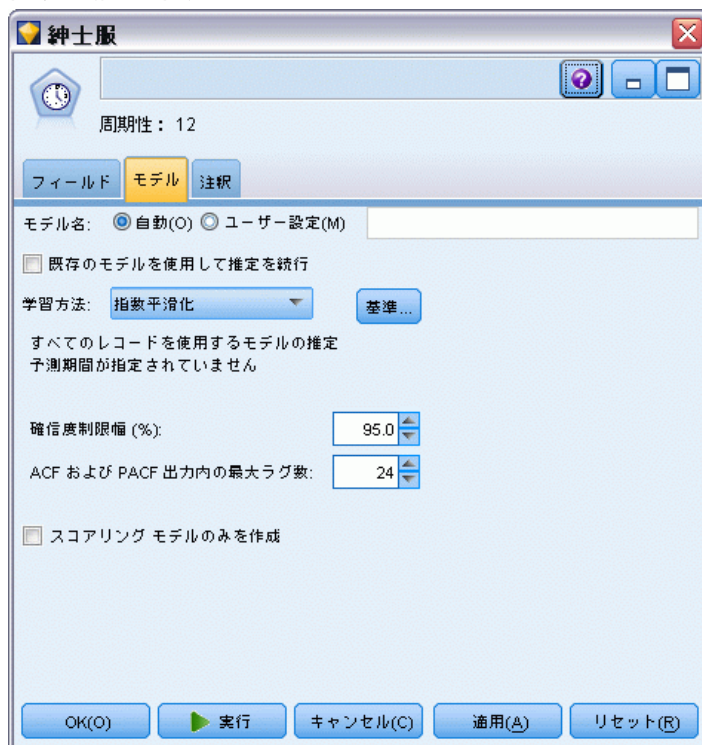 紳士服
周期性： 12
フィールド モデル 注釈
モデル名: 自動(O) ユーザー設定(M)
既存のモデルを使用して推定を続行
学習方法: 指数平滑化 基準...
すべてのレコードを使用するモデルの推定
予測期間が指定されていません
確信度制限幅 (%): 95.0
ACF および PACF 出力内の最大ラグ数: 24
スコアリング モデルのみを作成
OK(O) 実行 キャンセル(C) 適用(A) リセット(R)